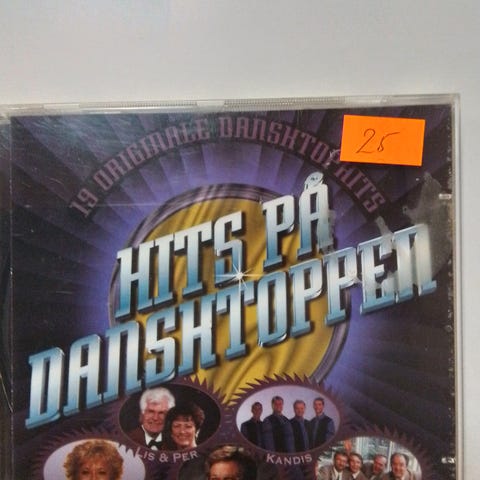 25
19 ORIGINALE DANSKTOPHITS
HITS PÅ
DANSKTOPPEN
LIS & PER
KANDIS